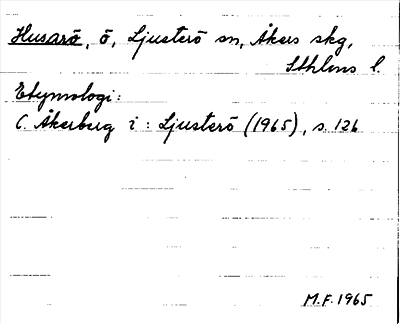 Husarö, ö, Ljusterö sn, Åkers skg,
Sthlms l.
Etymologi:
C. Åkerberg i: Ljusterö (1965), s. 126
M.F. 1965